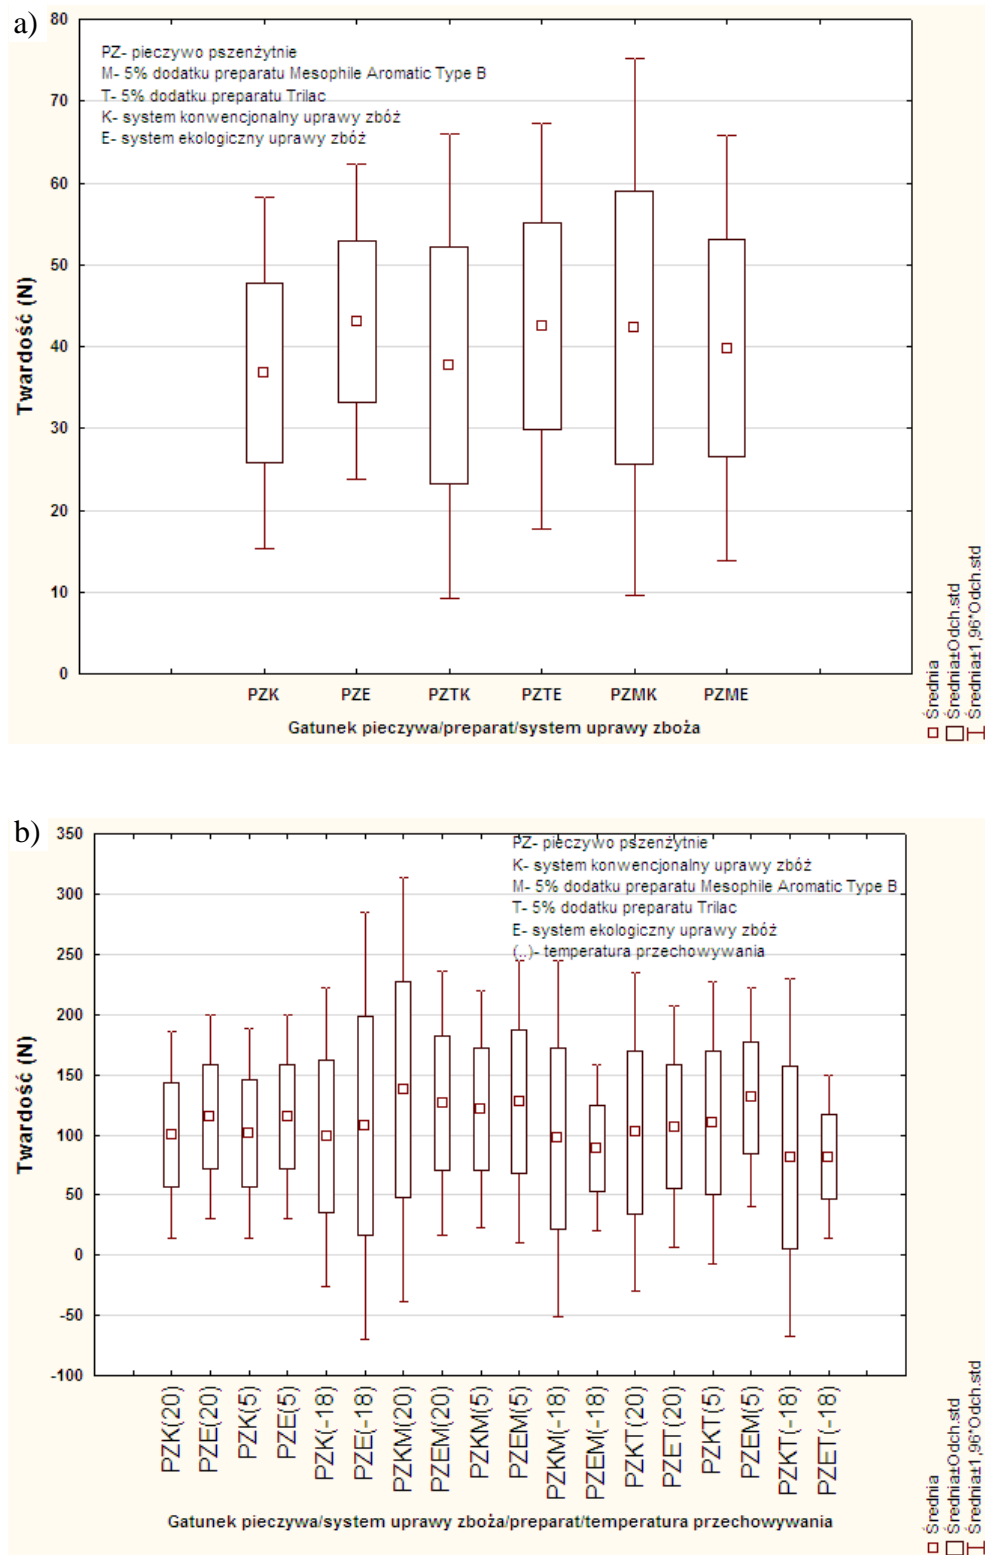 a)
80
70
60
50
40
30
20
10
0
Twardość (N)
PZ- pieczywo pszenżytnie
M- 5% dodatku preparatu Mesophile Aromatic Type B
T- 5% dodatku preparatu Trilac
K- system konwencjonalny uprawy zbóż
E- system ekologiczny uprawy zbóż
PZK PZE PZTK PZTE PZMK PZME
Gatunek pieczywa/preparat/system uprawy zboża
Średnia
Średnia±Odch.std
Średnia±1,96*Odch.std
b)
350
300
250
200
150
100
50
0
-50
-100
Twardość (N)
PZ- pieczywo pszenżytnie
K- system konwencjonalny uprawy zbóż
M- 5% dodatku preparatu Mesophile Aromatic Type B
T- 5% dodatku preparatu Trilac
E- system ekologiczny uprawy zbóż
(..)- temperatura przechowywania
PZK(20)
PZE(20)
PZK(5)
PZE(5)
PZK(-18)
PZE(-18)
PZKM(20)
PZEM(20)
PZKM(5)
PZEM(5)
PZKM(-18)
PZEM(-18)
PZKT(20)
PZET(20)
PZKT(5)
PZEM(5)
PZKT(-18)
PZET(-18)
Gatunek pieczywa/system uprawy zboża/preparat/temperatura przechowywania
Średnia
Średnia±Odch.std
Średnia±1,96*Odch.std